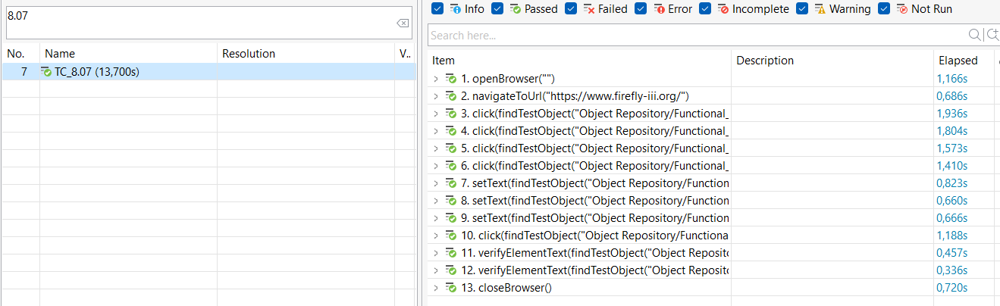 8.07
No. Name Resolution V..
7 TC_8.07 (13,700s)
Info Passed Failed Error Incomplete Warning Not Run
Search here...
Item Description Elapsed
1. openBrowser("") 1,166s
2. navigateToUrl("https://www.firefly-iii.org/") 0,686s
3. click(findTestObject("Object Repository/Functional_ 1,936s
4. click(findTestObject("Object Repository/Functional_ 1,804s
5. click(findTestObject("Object Repository/Functional_ 1,573s
6. click(findTestObject("Object Repository/Functional_ 1,410s
7. setText(findTestObject("Object Repository/Function 0,823s
8. setText(findTestObject("Object Repository/Function 0,660s
9. setText(findTestObject("Object Repository/Function 0,666s
10. click(findTestObject("Object Repository/Functiona 1,188s
11. verifyElementText(findTestObject("Object Reposito 0,457s
12. verifyElementText(findTestObject("Object Reposito 0,336s
13. closeBrowser() 0,720s